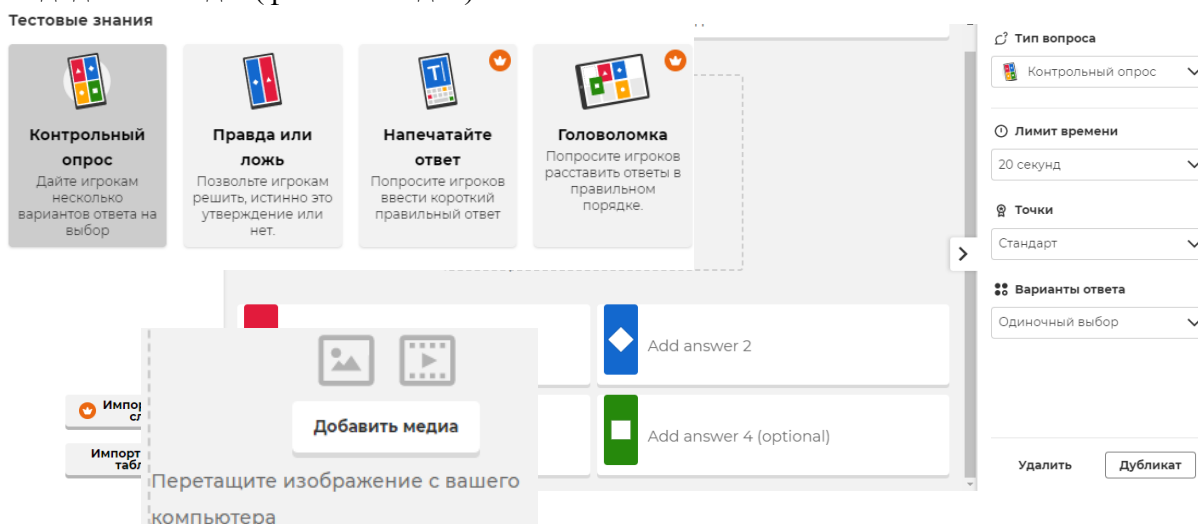 Тестовые знания
Контрольный
опрос
Дайте игрокам
несколько
вариантов ответа на
выбор
Правда или
ложь
Позвольте игрокам
решить, истинно это
утверждение или
нет.
Напечатайте
ответ
Попросите игроков
ввести короткий
правильный ответ
Головоломка
Попросите игроков
расставить ответы в
правильном
порядке.
Тип вопроса
Контрольный опрос
Лимит времени
20 секунд
Точки
Стандарт
Варианты ответа
Одиночный выбор
Add answer 2
Add answer 4 (optional)
Добавить медиа
Перетащите изображение с вашего
компьютера
Удалить
Дубликат